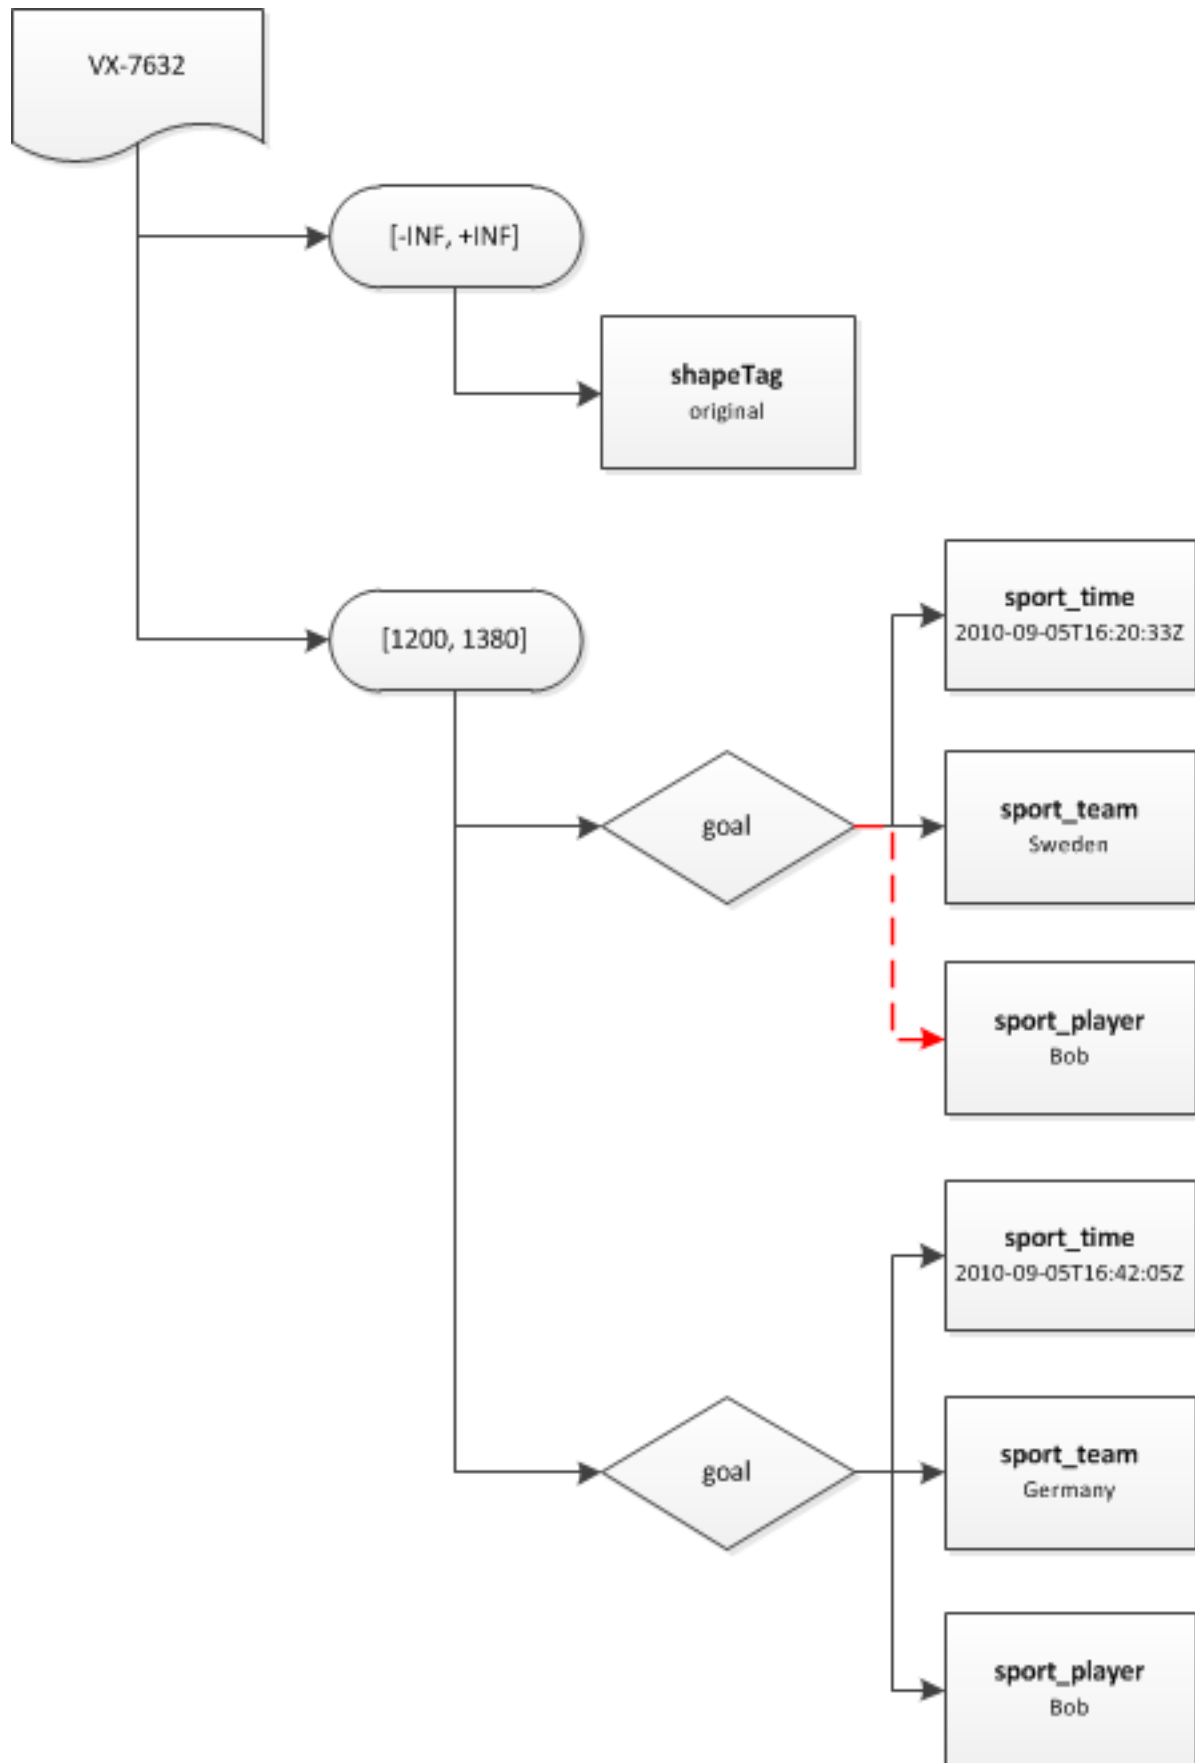 VX-7632
[-INF, +INF]
shapeTag
original
[1200, 1380]
sport_time
2010-09-05T16:20:33Z
goal
sport_team
Sweden
sport_player
Bob
sport_time
2010-09-05T16:42:05Z
goal
sport_team
Germany
sport_player
Bob